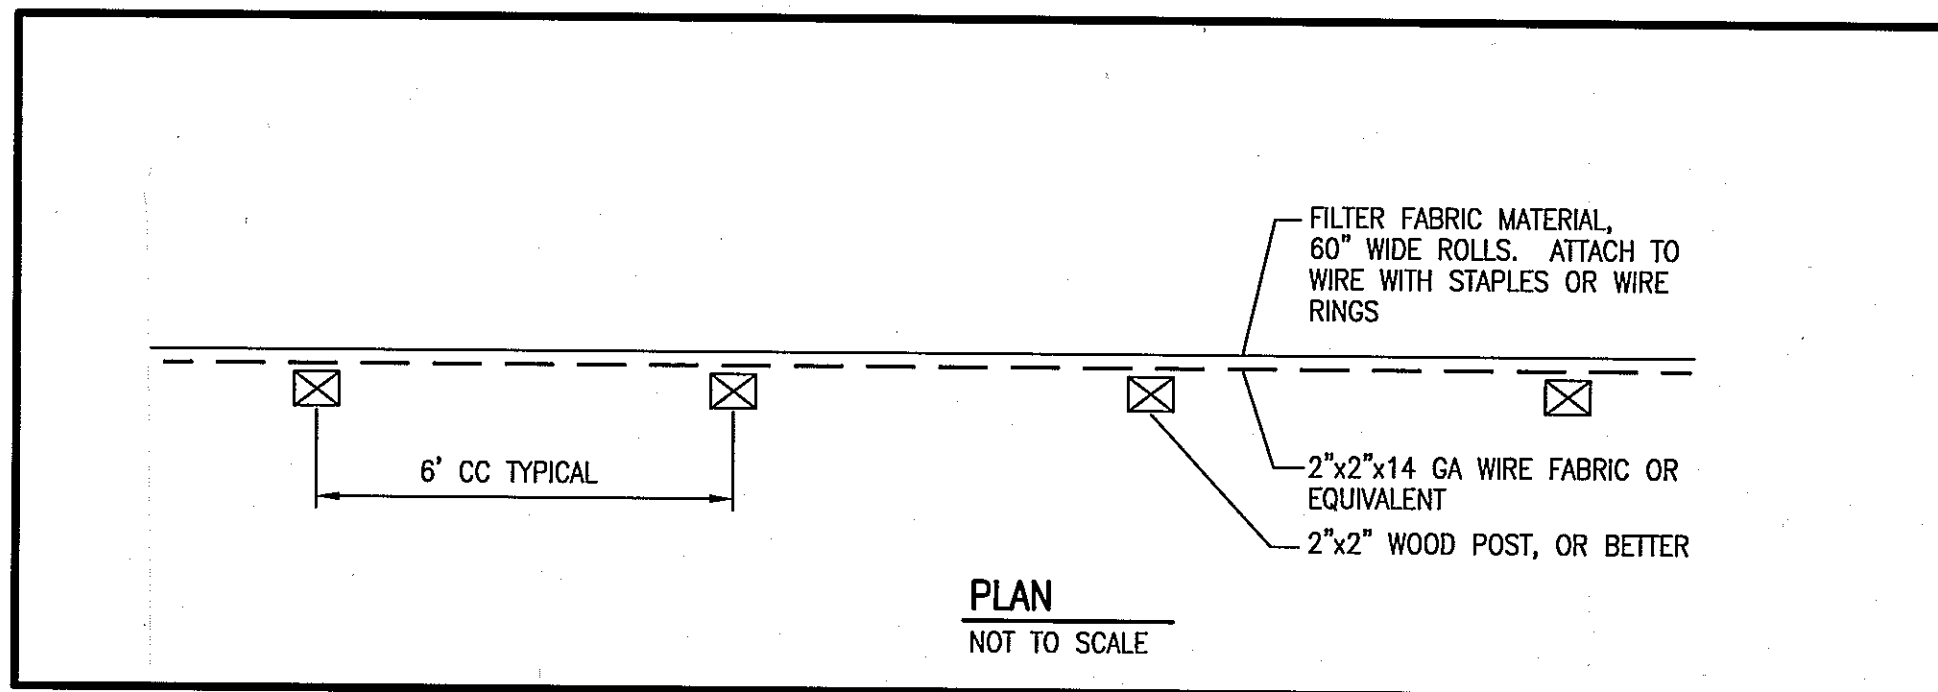 FILTER FABRIC MATERIAL,
60" WIDE ROLLS. ATTACH TO
WIRE WITH STAPLES OR WIRE
RINGS
6' CC TYPICAL
2"x2"x14 GA WIRE FABRIC OR
EQUIVALENT
2"x2" WOOD POST, OR BETTER
PLAN
NOT TO SCALE